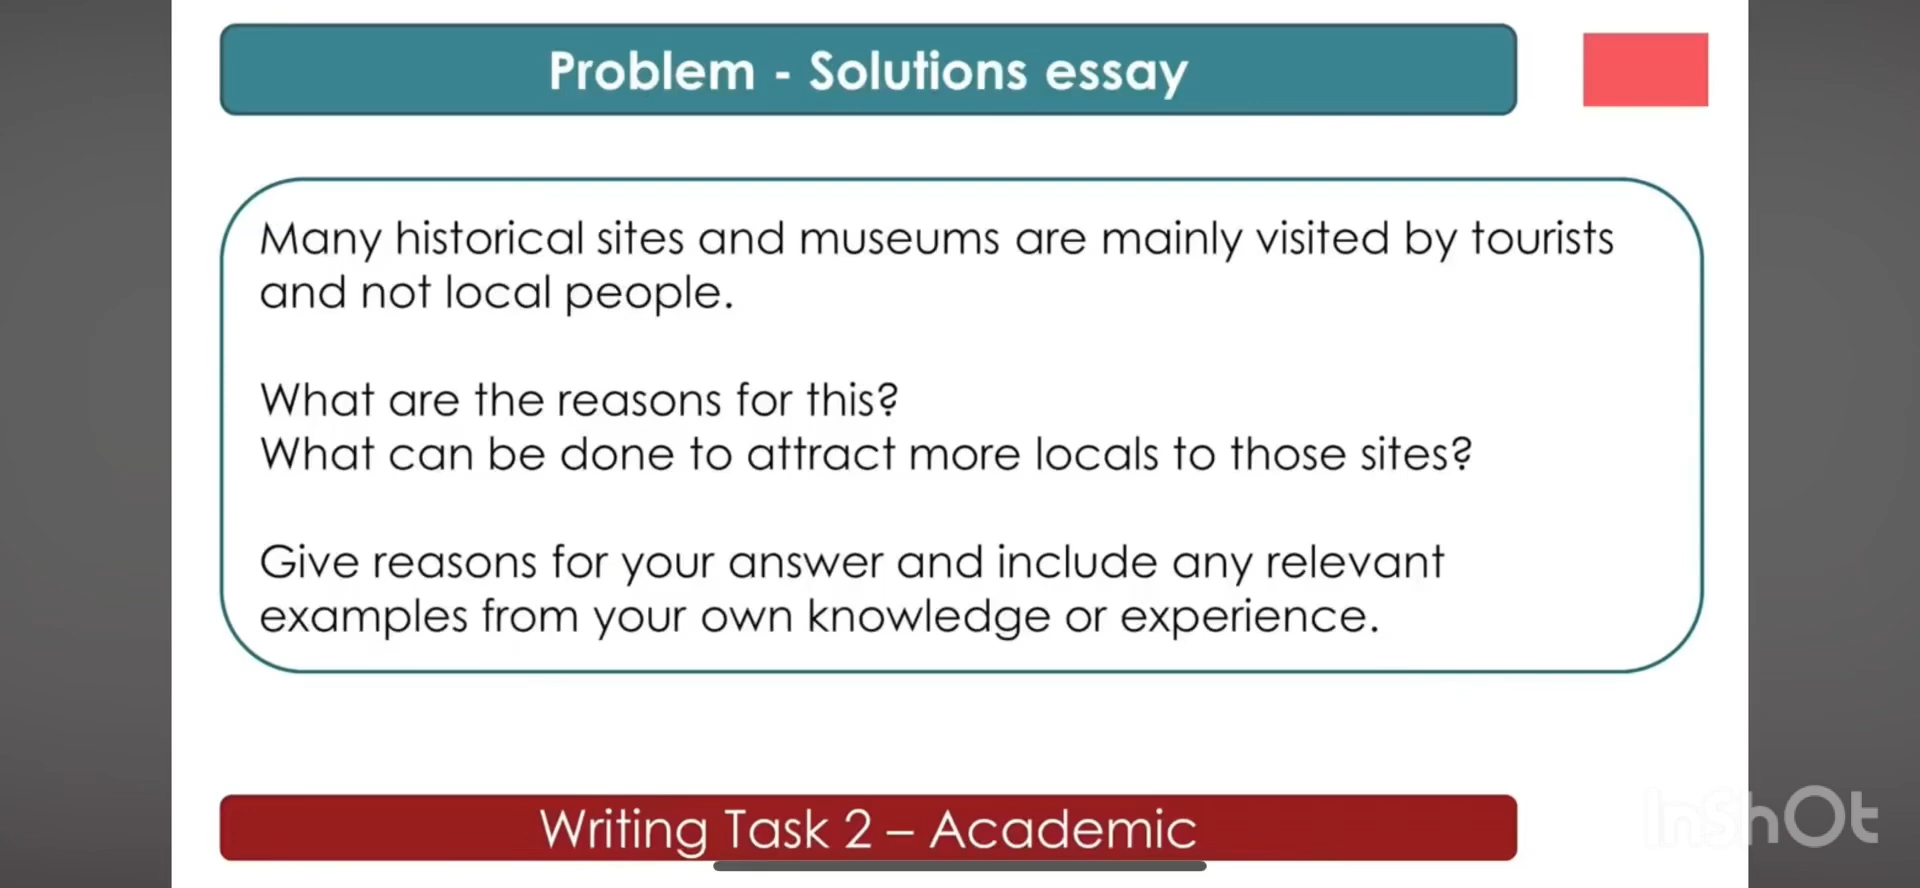 Problem - Solutions essay
Many historical sites and museums are mainly visited by tourists
and not local people.
What are the reasons for this?
What can be done to attract more locals to those sites?
Give reasons for your answer and include any relevant
examples from your own knowledge or experience.
Writing Task 2 – Academic
InShOt